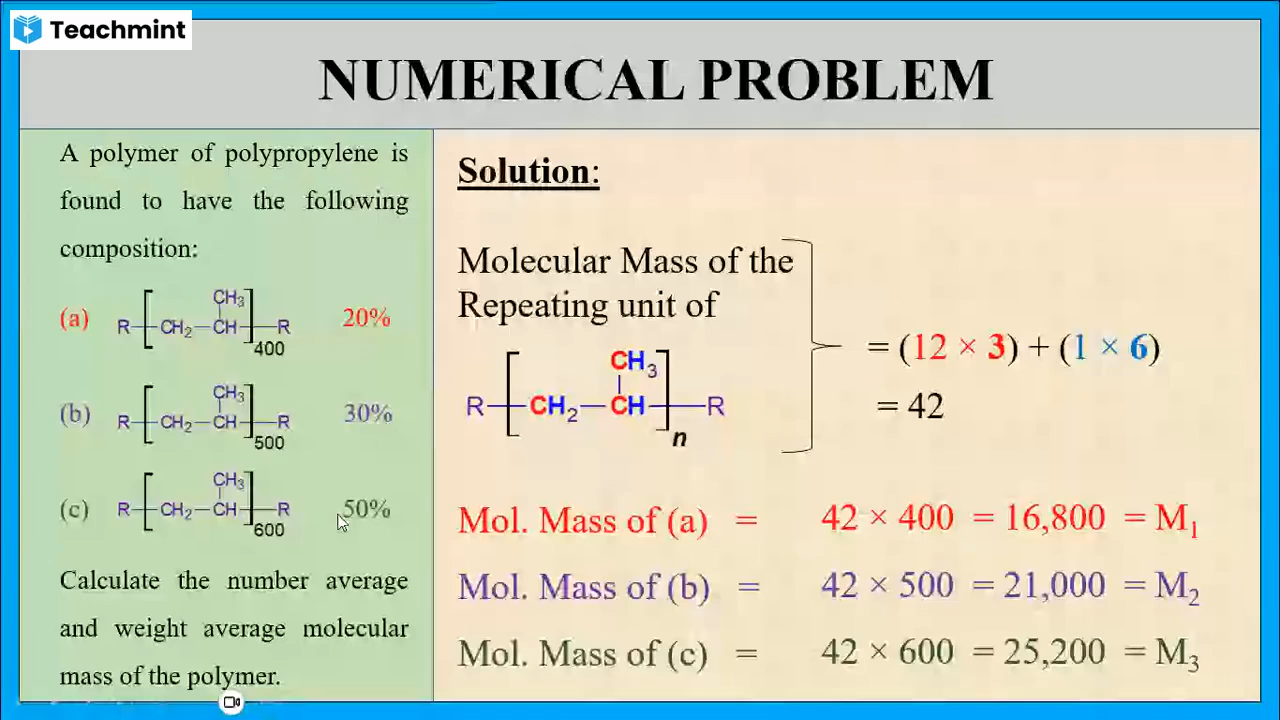 Teachmint
NUMERICAL PROBLEM
A polymer of polypropylene is
found to have the following
composition:
(a) R CH₂ CH CH₃ R 400 20%
(b) R CH₂ CH CH₃ R 500 30%
(c) R CH₂ CH CH₃ R 600 50%
Calculate the number average
and weight average molecular
mass of the polymer.
Solution:
Molecular Mass of the
Repeating unit of
CH₃
R CH₂ CH R
n
= (12 × 3) + (1 × 6)
= 42
Mol. Mass of (a) = 42 × 400 = 16,800 = M₁
Mol. Mass of (b) = 42 × 500 = 21,000 = M₂
Mol. Mass of (c) = 42 × 600 = 25,200 = M₃